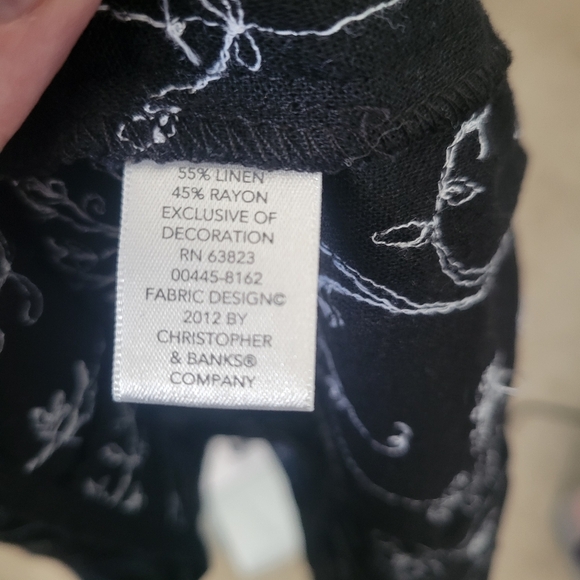 55% LINEN
45% RAYON
EXCLUSIVE OF
DECORATION
RN 63823
00445-8162
FABRIC DESIGN©
2012 BY
CHRISTOPHER
& BANKS®
COMPANY